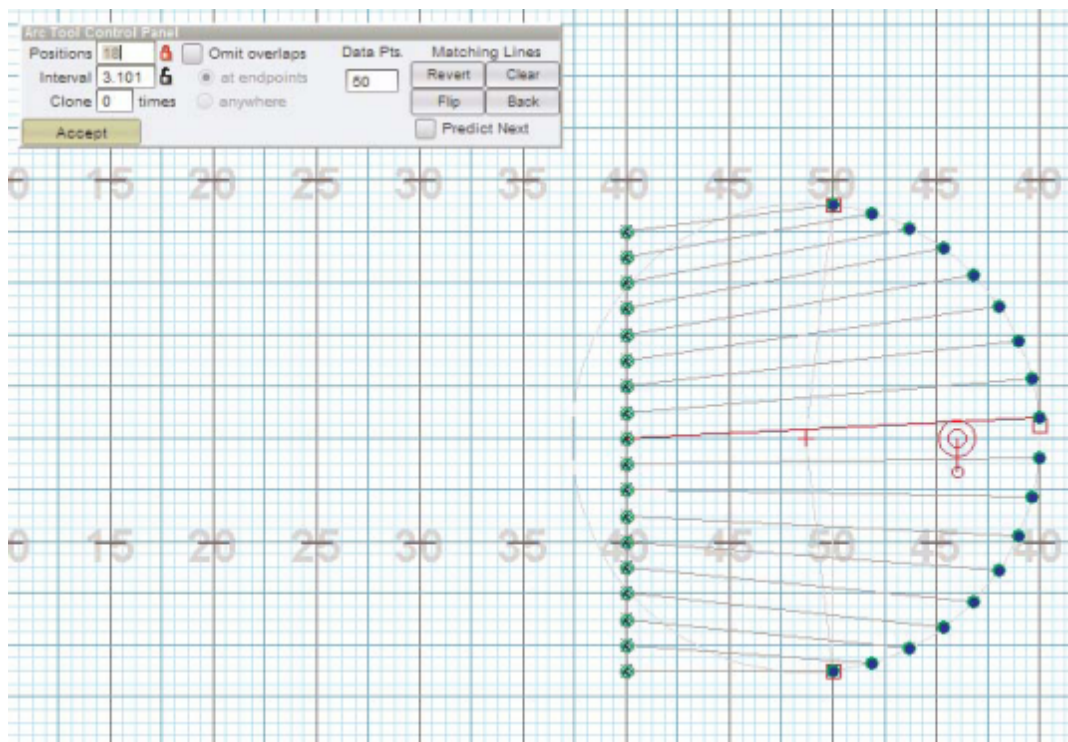 Arc Tool Control Panel
Positions 18 Omit overlaps Data Pts. Matching Lines
Interval 3.101 at endpoints 50 Revert Clear
Clone 0 times anywhere Flip Back
Accept Predict Next
0 15 20 25 30 35 40 45 50 45 40
0 15 20 25 30 35 40 45 50 45 40